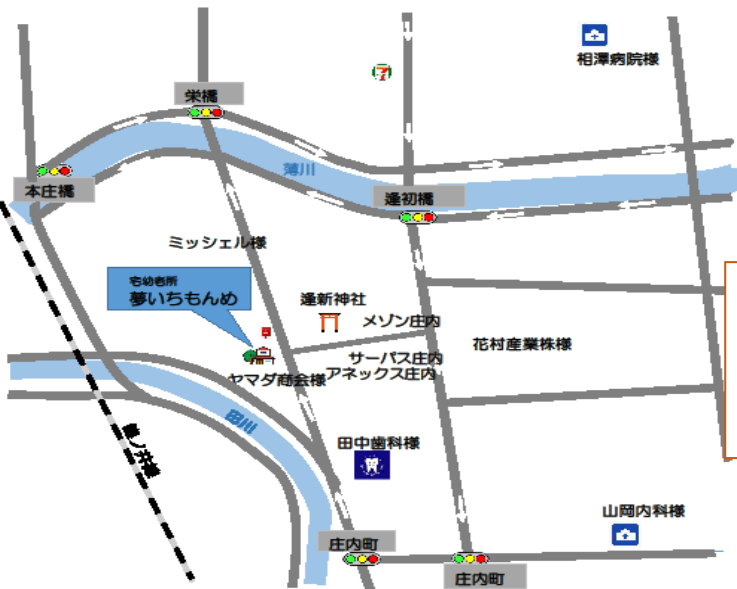 相澤病院様
7
栄橋
薄川
本庄橋
逢初橋
ミッシェル様
宅幼老所
夢いちもんめ
逢新神社
メゾン庄内
花村産業株様
サーパス庄内
ヤマダ商会様
アネックス庄内
田川
田中歯科様
篠ノ井線
山岡内科様
庄内町
庄内町